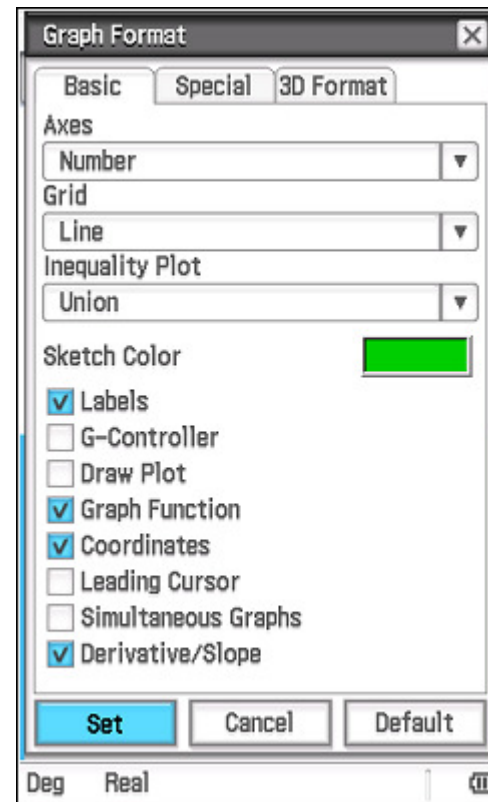 Graph Format
Basic Special 3D Format
Axes
Number
Grid
Line
Inequality Plot
Union
Sketch Color
Labels
G-Controller
Draw Plot
Graph Function
Coordinates
Leading Cursor
Simultaneous Graphs
Derivative/Slope
Set Cancel Default
Deg Real